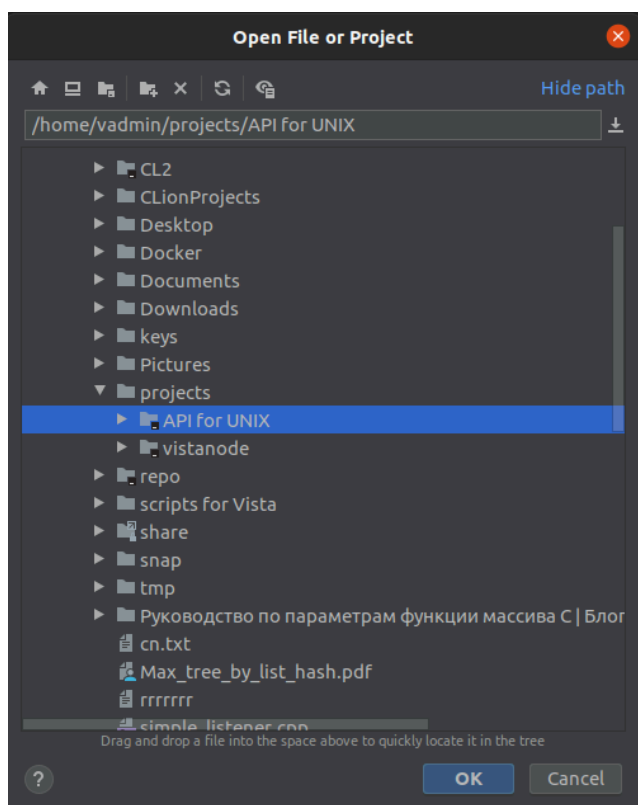 Open File or Project
Hide path
/home/vadmin/projects/API for UNIX
CL2
CLionProjects
Desktop
Docker
Documents
Downloads
keys
Pictures
projects
API for UNIX
vistanode
repo
scripts for Vista
share
snap
tmp
Руководство по параметрам функции массива C | Блог
cn.txt
Max_tree_by_list_hash.pdf
rrrrrrr
simple_listener.cpp
Drag and drop a file into the space above to quickly locate it in the tree
?
OK
Cancel